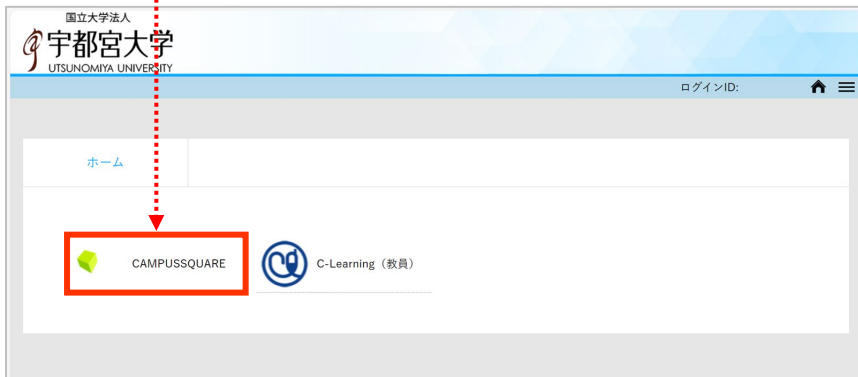 国立大学法人
宇都宮大学
UTSUNOMIYA UNIVERSITY
ログインID:
ホーム
CAMPUSSQUARE
C-Learning（教員）